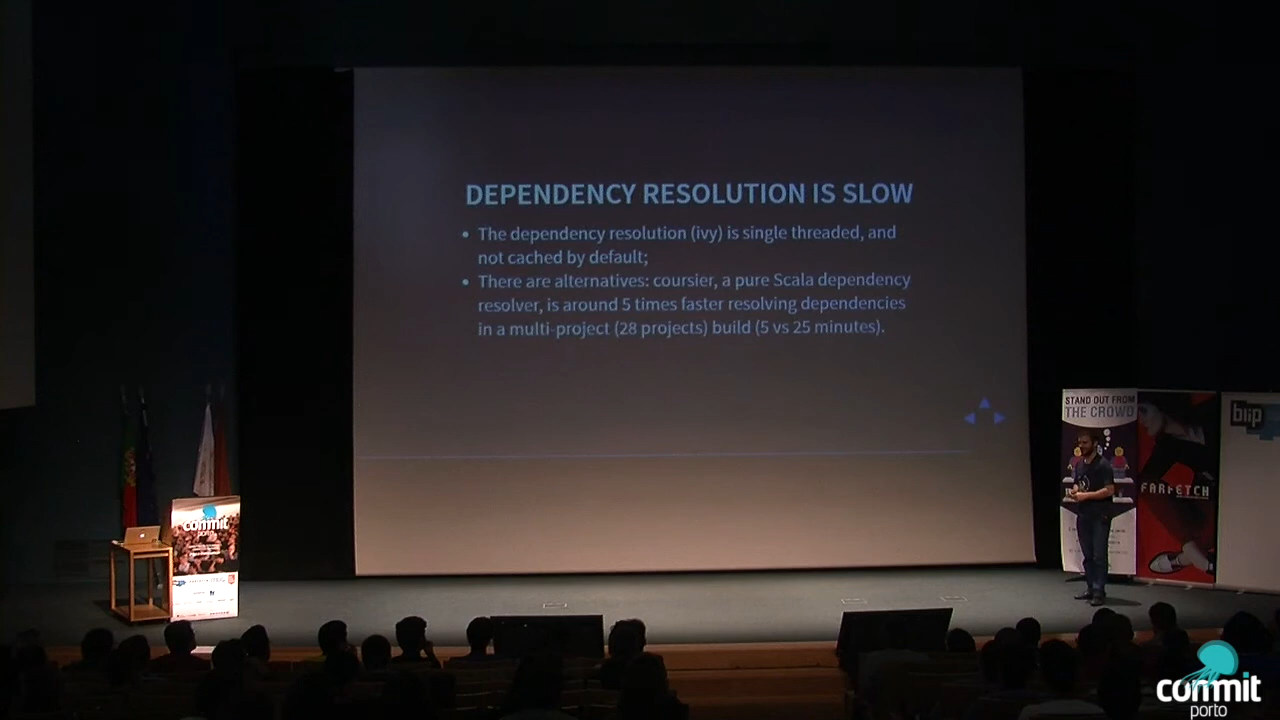 DEPENDENCY RESOLUTION IS SLOW
• The dependency resolution (ivy) is single threaded, and
not cached by default;
• There are alternatives: coursier, a pure Scala dependency
resolver, is around 5 times faster resolving dependencies
in a multi-project (28 projects) build (5 vs 25 minutes).
STAND OUT FROM
THE CROWD
FARFETCH
blip
commit
porto
commit
porto